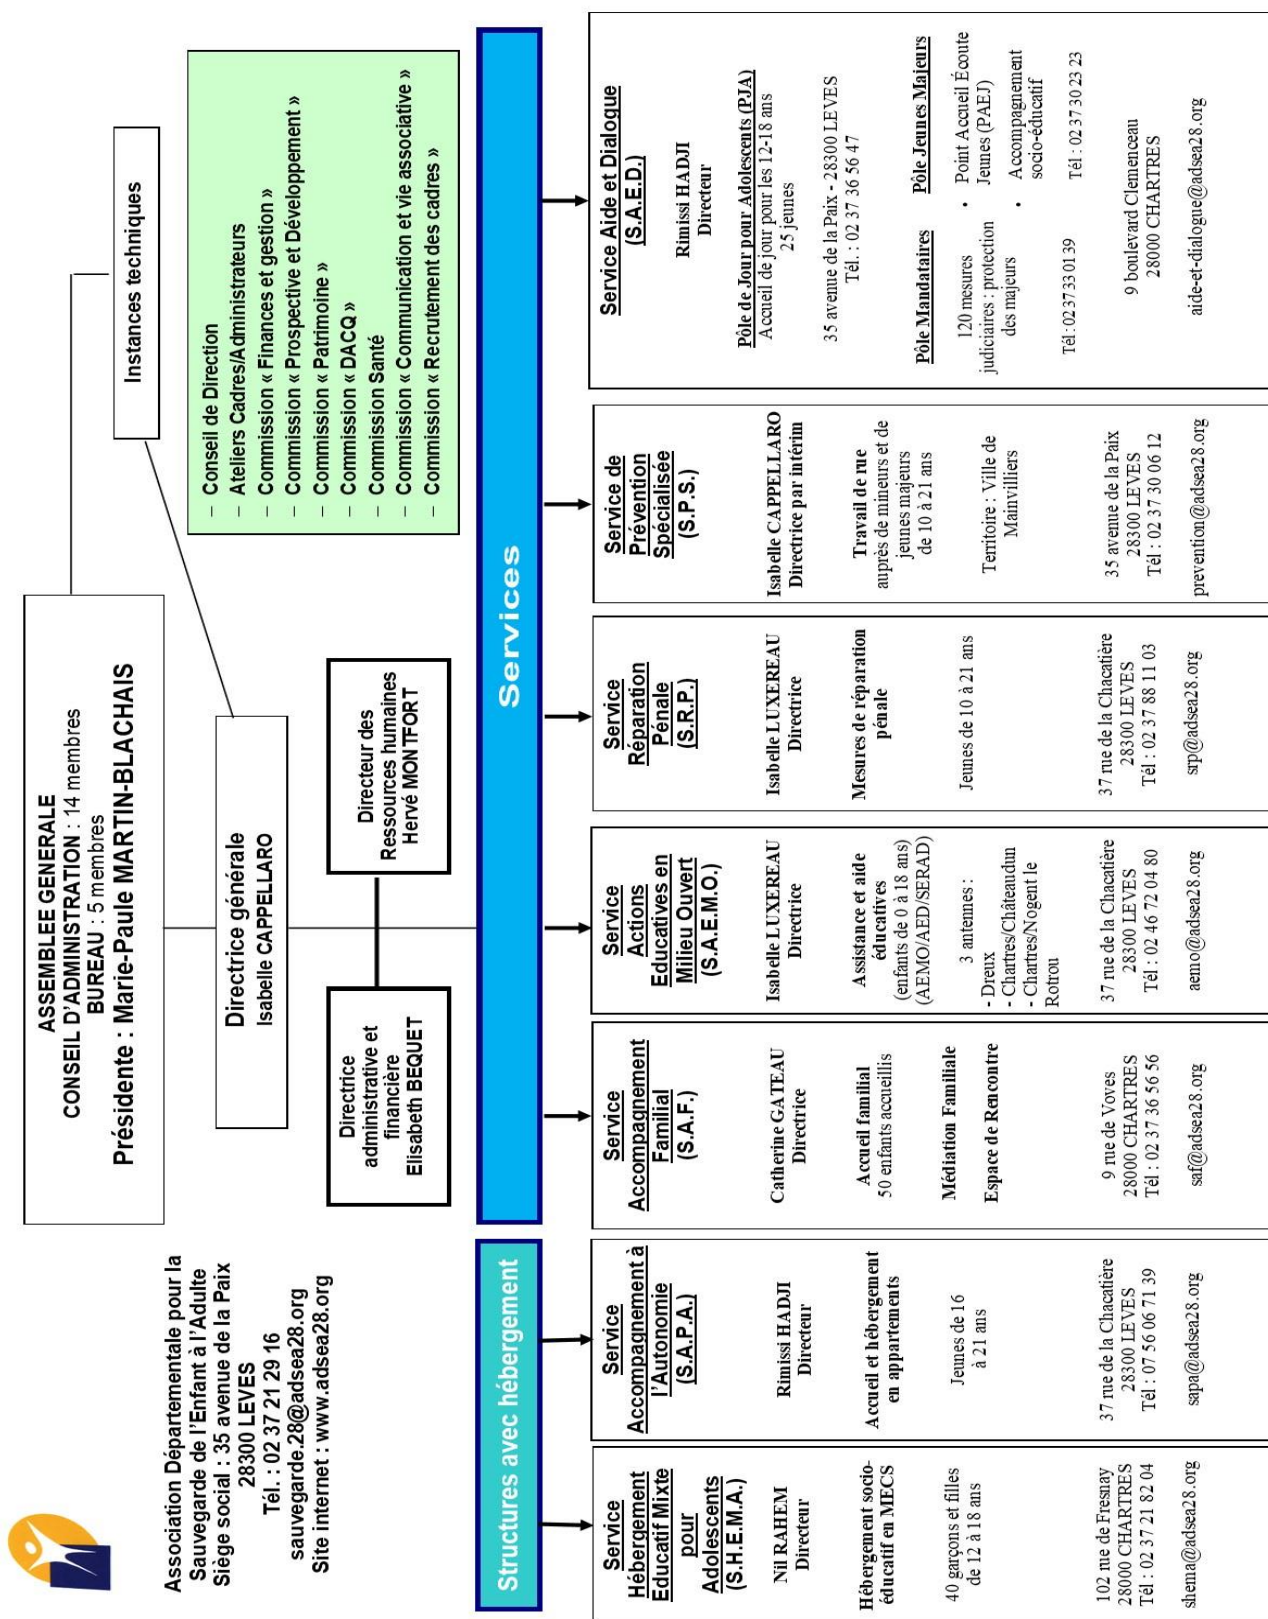 Association Départementale pour la
Sauvegarde de l'Enfant à l'Adulte
Siège social : 35 avenue de la Paix
28300 LEVES
Tél. : 02 37 21 29 16
sauvegarde.28@adsea28.org
Site internet : www.adsea28.org
ASSEMBLEE GENERALE
CONSEIL D'ADMINISTRATION : 14 membres
BUREAU : 5 membres
Présidente : Marie-Paule MARTIN-BLACHAIS
Instances techniques
Directrice générale
Isabelle CAPPELLARO
– Conseil de Direction
– Ateliers Cadres/Administrateurs
– Commission « Finances et gestion »
– Commission « Prospective et Développement »
– Commission « Patrimoine »
– Commission « DACQ »
– Commission Santé
– Commission « Communication et vie associative »
– Commission « Recrutement des cadres »
Directrice
administrative et
financière
Elisabeth BEQUET
Directeur des
Ressources humaines
Hervé MONTFORT
Structures avec hébergement
Services
Service
Hébergement
Educatif Mixte
pour
Adolescents
(S.H.E.M.A.)
Nil RAHEM
Directeur
Hébergement socio-
éducatif en MECS
40 garçons et filles
de 12 à 18 ans
102 rue de Fresnay
28000 CHARTRES
Tél : 02 37 21 82 04
shema@adsea28.org
Service
Accompagnement à
l'Autonomie
(S.A.P.A.)
Rimissi HADJI
Directeur
Accueil et hébergement
en appartements
Jeunes de 16
à 21 ans
37 rue de la Chacatière
28300 LEVES
Tél : 07 56 06 71 39
sapa@adsea28.org
Service
Accompagnement
Familial
(S.A.F.)
Catherine GATEAU
Directrice
Accueil familial
50 enfants accueillis
Médiation Familiale
Espace de Rencontre
9 rue de Voves
28000 CHARTRES
Tél : 02 37 36 56 56
saf@adsea28.org
Service
Actions
Educatives en
Milieu Ouvert
(S.A.E.M.O.)
Isabelle LUXEREAU
Directrice
Assistance et aide
éducatives
(enfants de 0 à 18 ans)
(AEMO/AED/SERAD)
3 antennes :
- Dreux
- Chartres/Châteaudun
- Chartres/Nogent le
Rotrou
37 rue de la Chacatière
28300 LEVES
Tél : 02 46 72 04 80
aemo@adsea28.org
Service
Réparation
Pénale
(S.R.P.)
Isabelle LUXEREAU
Directrice
Mesures de réparation
pénale
Jeunes de 10 à 21 ans
37 rue de la Chacatière
28300 LEVES
Tél : 02 37 88 11 03
srp@adsea28.org
Service de
Prévention
Spécialisée
(S.P.S.)
Isabelle CAPPELLARO
Directrice par intérim
Travail de rue
auprès de mineurs et de
jeunes majeurs
de 10 à 21 ans
Territoire : Ville de
Mainvilliers
35 avenue de la Paix
28300 LEVES
Tél : 02 37 30 06 12
prevention@adsea28.org
Service Aide et Dialogue
(S.A.E.D.)
Rimissi HADJI
Directeur
Pôle de Jour pour Adolescents (PJA)
Accueil de jour pour les 12-18 ans
25 jeunes
35 avenue de la Paix - 28300 LEVES
Tél. : 02 37 36 56 47
Pôle Mandataires
120 mesures
judiciaires : protection
des majeurs
Tél : 02 37 33 01 39
Pôle Jeunes Majeurs
• Point Accueil Écoute
Jeunes (PAEJ)
• Accompagnement
socio-éducatif
Tél : 02 37 30 23 23
9 boulevard Clemenceau
28000 CHARTRES
aide-et-dialogue@adsea28.org